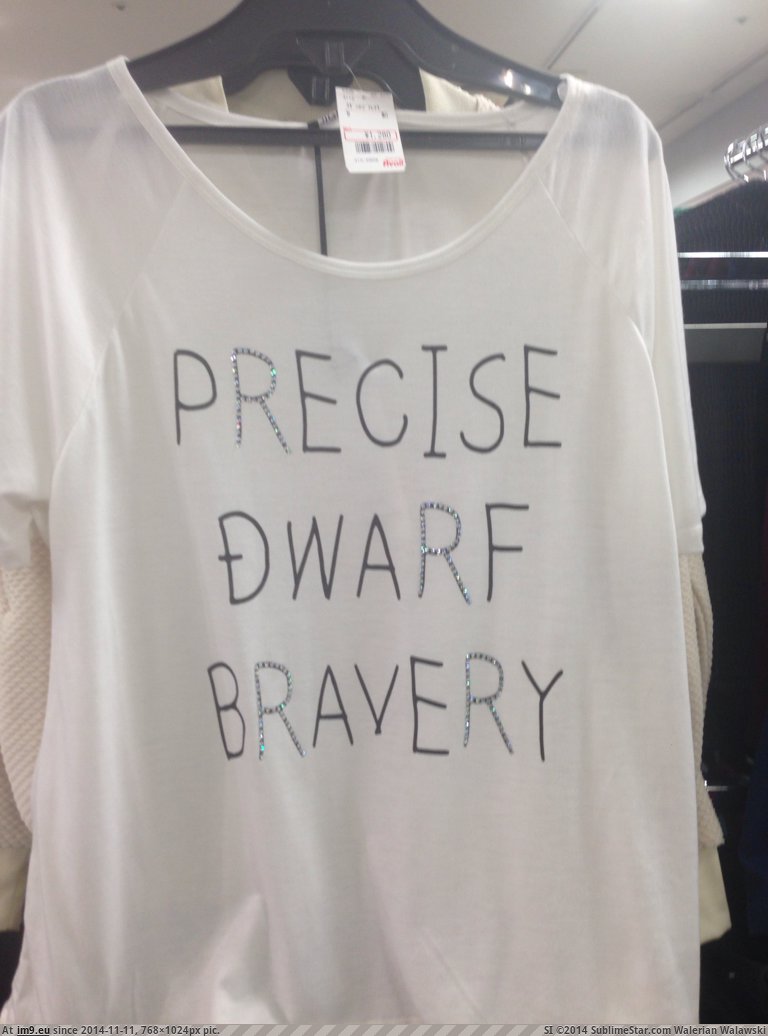 ¥1,280
PRECISE
ĐWARF
BRAVERY
At im9.eu since 2014-11-11, 768×1024px pic.
SI ©2014 SublimeStar.com Walerian Walawski